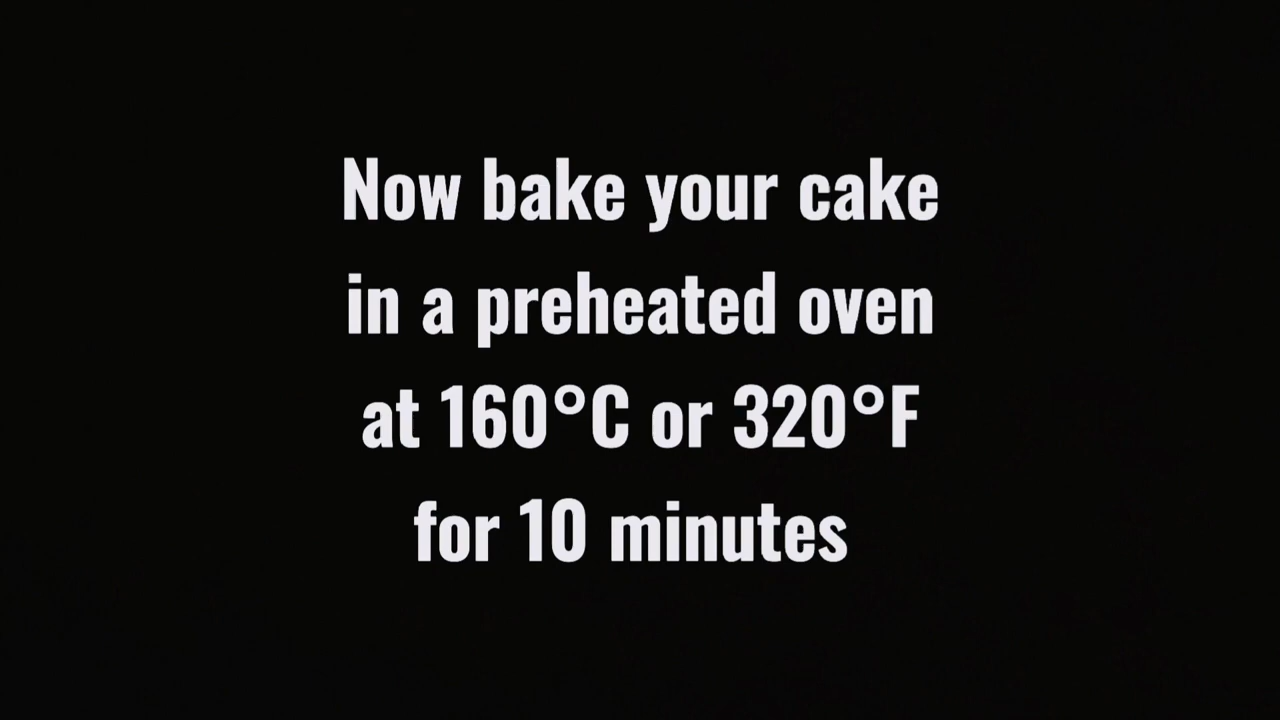 Now bake your cake
in a preheated oven
at 160°C or 320°F
for 10 minutes